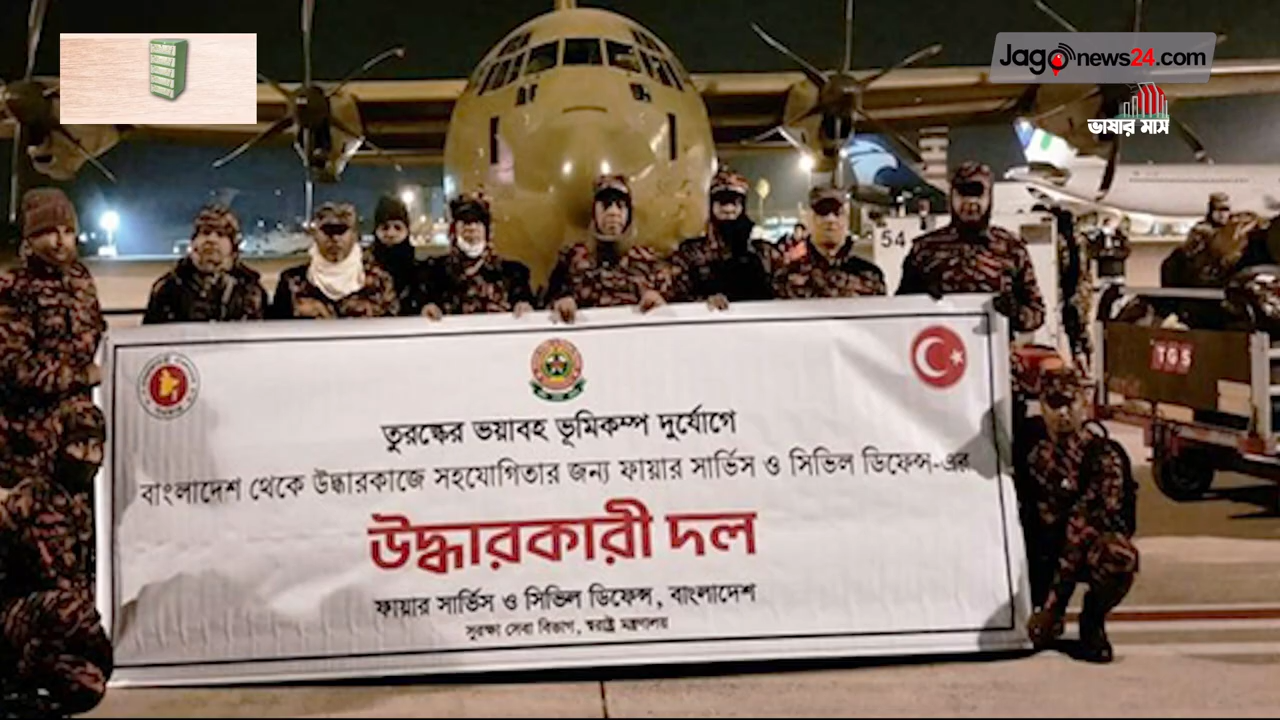 Jagonews24.com
ভাষার মাস
54
TGS
তুরস্কের ভয়াবহ ভূমিকম্প দুর্যোগে
বাংলাদেশ থেকে উদ্ধারকাজে সহযোগিতার জন্য ফায়ার সার্ভিস ও সিভিল ডিফেন্স-এর
উদ্ধারকারী দল
ফায়ার সার্ভিস ও সিভিল ডিফেন্স, বাংলাদেশ
সুরক্ষা সেবা বিভাগ, স্বরাষ্ট্র মন্ত্রণালয়